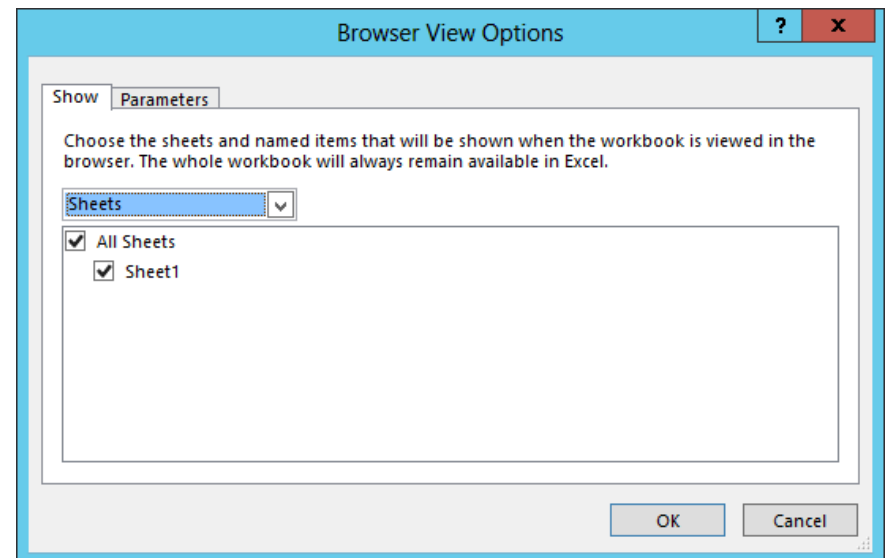 Browser View Options
? x
Show Parameters
Choose the sheets and named items that will be shown when the workbook is viewed in the
browser. The whole workbook will always remain available in Excel.
Sheets
All Sheets
Sheet1
OK Cancel